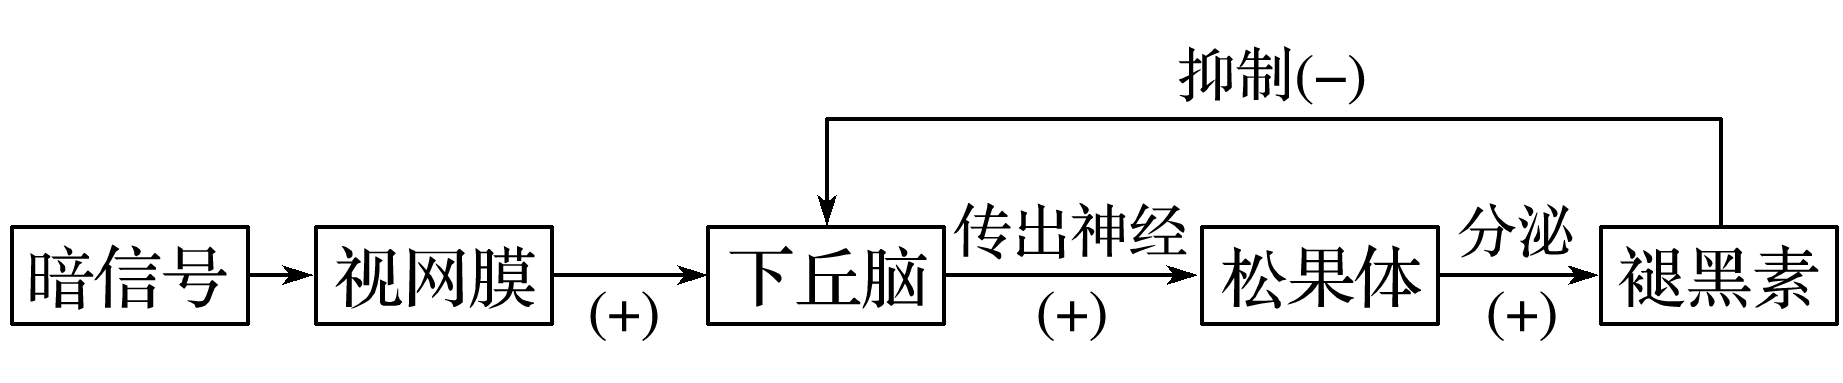 抑制(−)
暗信号
视网膜
(+)
下丘脑
传出神经
(+)
松果体
分泌
(+)
褪黑素